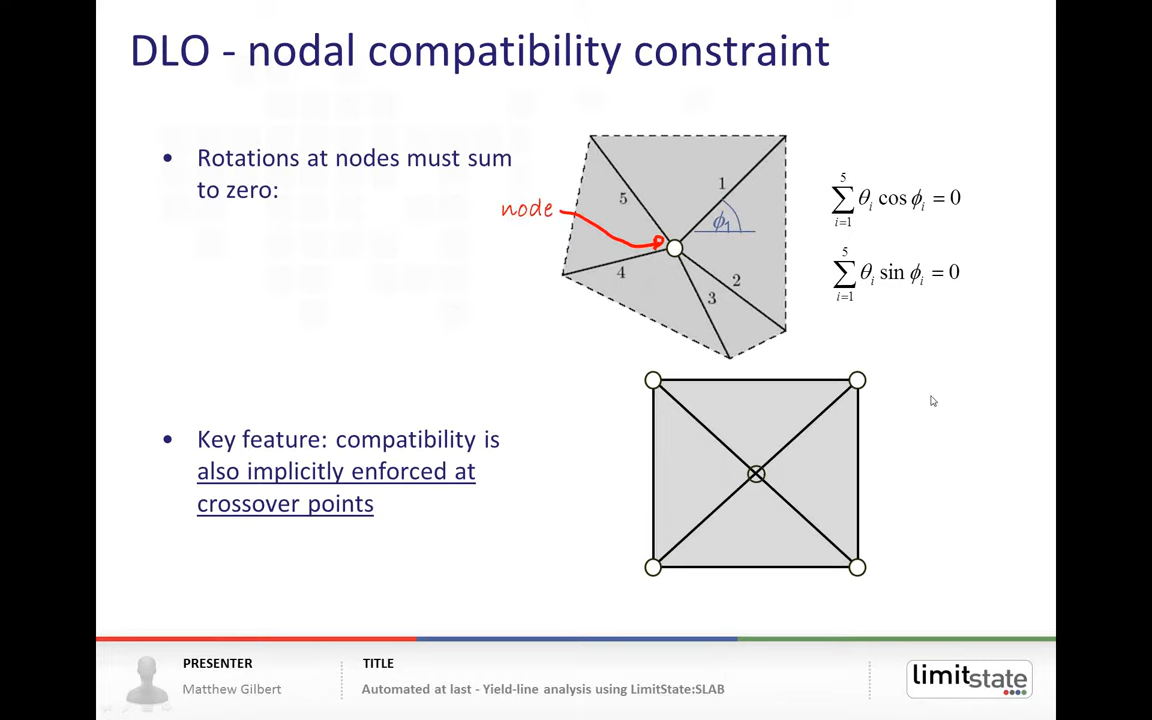 DLO - nodal compatibility constraint
• Rotations at nodes must sum
to zero:
node
1
5
ϕ1
4
2
3
5
∑ θi cos ϕi = 0
i=1
5
∑ θi sin ϕi = 0
i=1
• Key feature: compatibility is
also implicitly enforced at
crossover points
PRESENTER
Matthew Gilbert
TITLE
Automated at last - Yield-line analysis using LimitState:SLAB
limitstate